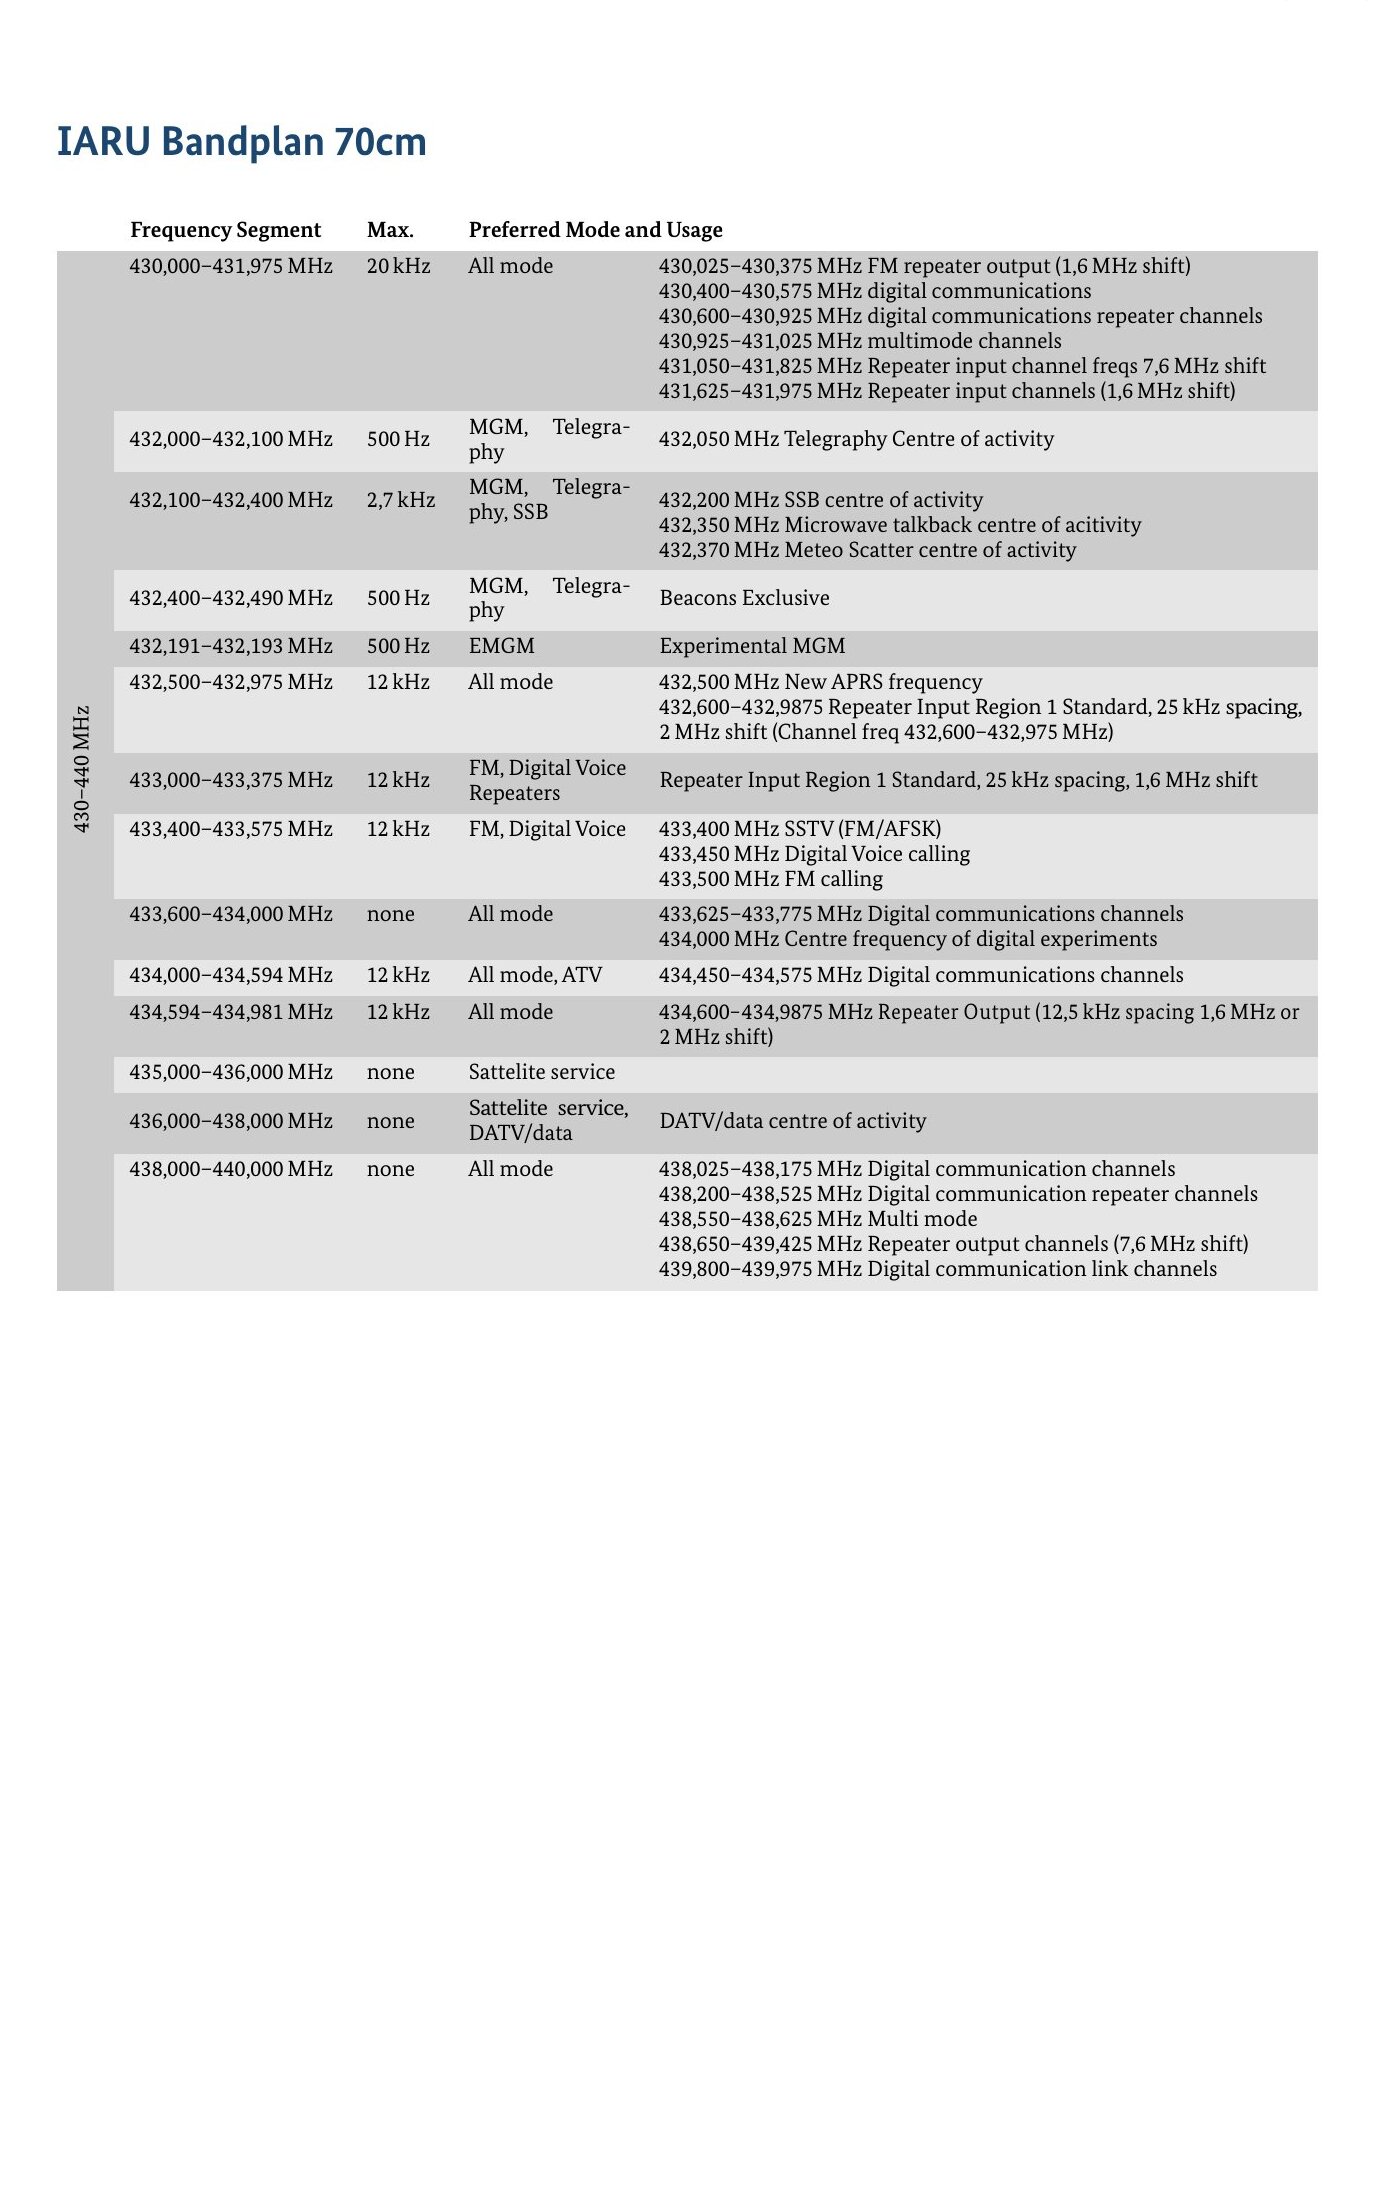 IARU Bandplan 70cm
Frequency Segment Max. Preferred Mode and Usage
430–440 MHz
430,000–431,975 MHz 20 kHz All mode 430,025–430,375 MHz FM repeater output (1,6 MHz shift)
430,400–430,575 MHz digital communications
430,600–430,925 MHz digital communications repeater channels
430,925–431,025 MHz multimode channels
431,050–431,825 MHz Repeater input channel freqs 7,6 MHz shift
431,625–431,975 MHz Repeater input channels (1,6 MHz shift)
432,000–432,100 MHz 500 Hz MGM, Telegra-
phy
432,050 MHz Telegraphy Centre of activity
432,100–432,400 MHz 2,7 kHz MGM, Telegra-
phy, SSB
432,200 MHz SSB centre of activity
432,350 MHz Microwave talkback centre of acitivity
432,370 MHz Meteo Scatter centre of activity
432,400–432,490 MHz 500 Hz MGM, Telegra-
phy
Beacons Exclusive
432,191–432,193 MHz 500 Hz EMGM Experimental MGM
432,500–432,975 MHz 12 kHz All mode 432,500 MHz New APRS frequency
432,600–432,9875 Repeater Input Region 1 Standard, 25 kHz spacing,
2 MHz shift (Channel freq 432,600–432,975 MHz)
433,000–433,375 MHz 12 kHz FM, Digital Voice
Repeaters
Repeater Input Region 1 Standard, 25 kHz spacing, 1,6 MHz shift
433,400–433,575 MHz 12 kHz FM, Digital Voice 433,400 MHz SSTV (FM/AFSK)
433,450 MHz Digital Voice calling
433,500 MHz FM calling
433,600–434,000 MHz none All mode 433,625–433,775 MHz Digital communications channels
434,000 MHz Centre frequency of digital experiments
434,000–434,594 MHz 12 kHz All mode, ATV 434,450–434,575 MHz Digital communications channels
434,594–434,981 MHz 12 kHz All mode 434,600–434,9875 MHz Repeater Output (12,5 kHz spacing 1,6 MHz or
2 MHz shift)
435,000–436,000 MHz none Sattelite service
436,000–438,000 MHz none Sattelite service,
DATV/data
DATV/data centre of activity
438,000–440,000 MHz none All mode 438,025–438,175 MHz Digital communication channels
438,200–438,525 MHz Digital communication repeater channels
438,550–438,625 MHz Multi mode
438,650–439,425 MHz Repeater output channels (7,6 MHz shift)
439,800–439,975 MHz Digital communication link channels